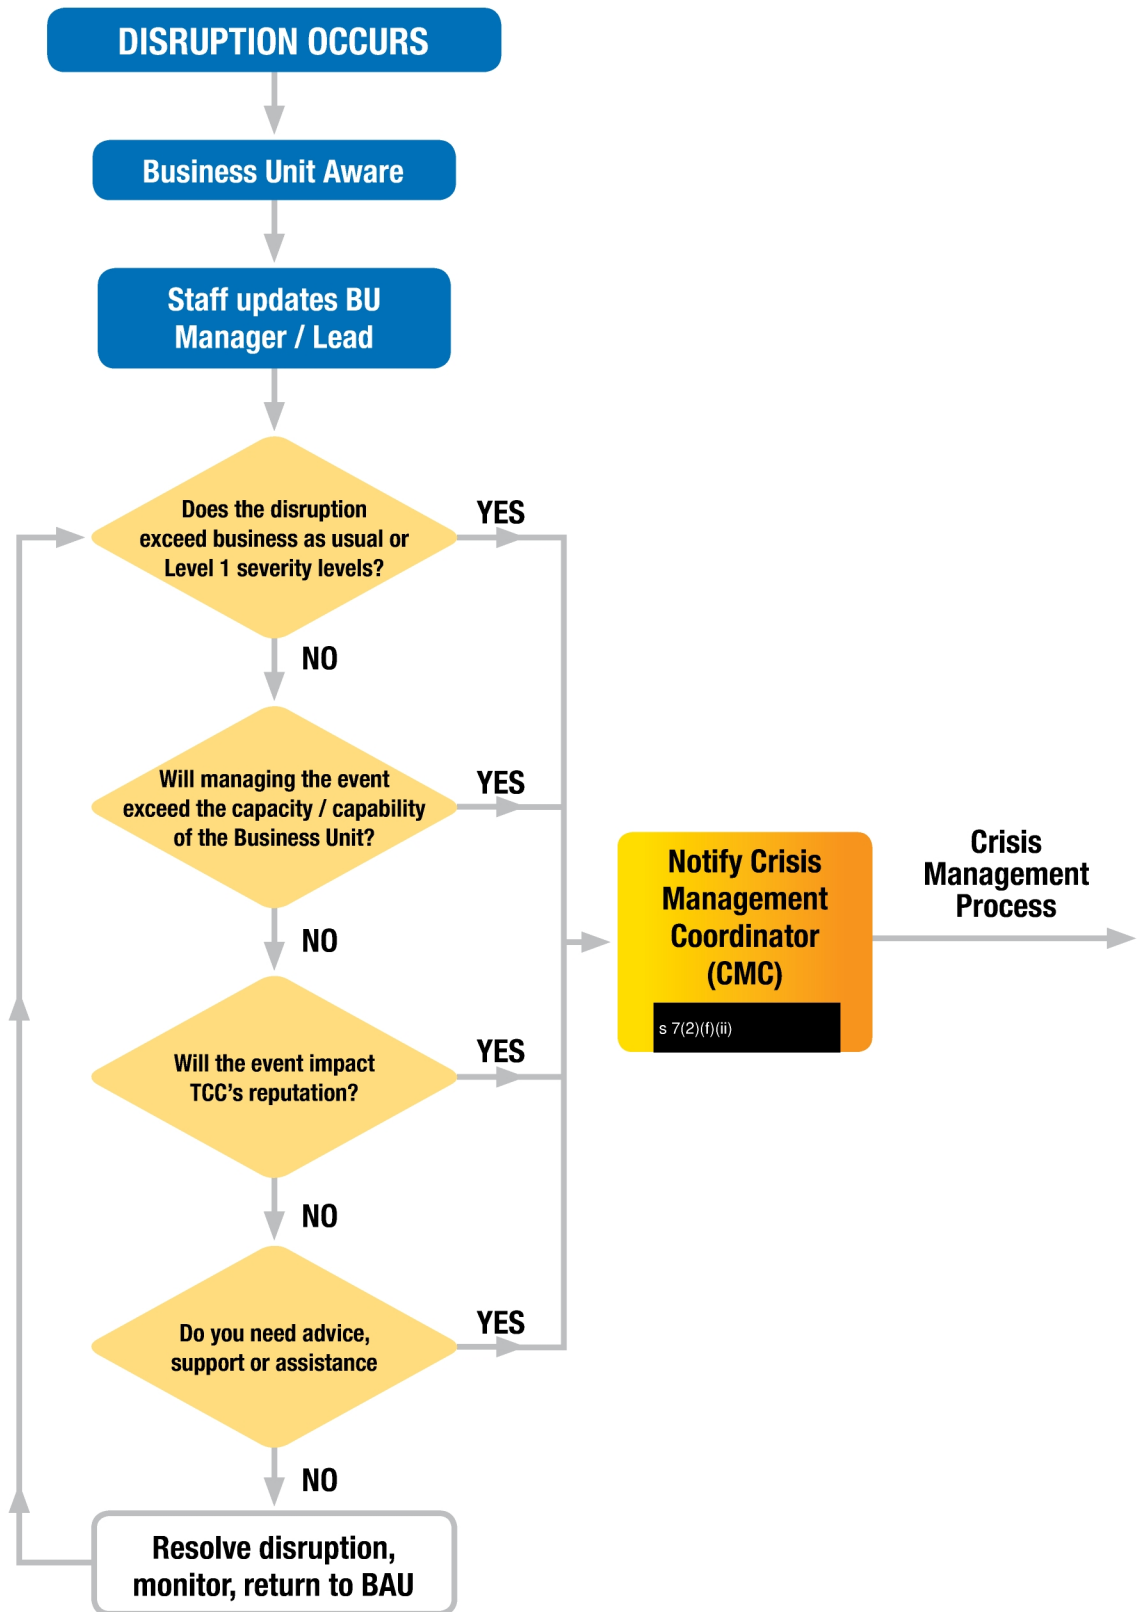 DISRUPTION OCCURS
Business Unit Aware
Staff updates BU
Manager / Lead
Does the disruption
exceed business as usual or
Level 1 severity levels?
YES
NO
Will managing the event
exceed the capacity / capability
of the Business Unit?
YES
NO
Will the event impact
TCC’s reputation?
YES
NO
Do you need advice,
support or assistance
YES
NO
Resolve disruption,
monitor, return to BAU
Notify Crisis
Management
Coordinator
(CMC)
s 7(2)(f)(ii)
Crisis
Management
Process